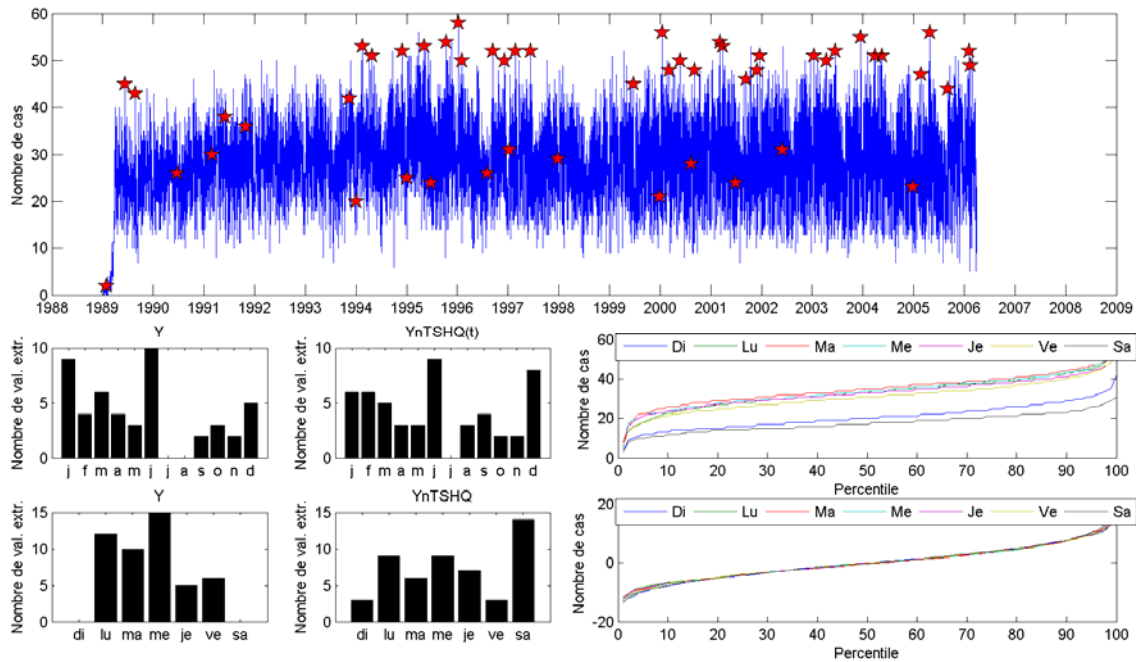 60
50
40
30
20
10
0
Nombre de cas
1988 1989 1990 1991 1992 1993 1994 1995 1996 1997 1998 1999 2000 2001 2002 2003 2004 2005 2006 2007 2008 2009
Y
10
5
0
Nombre de val. extr.
j f m a m j j a s o n d
YnTSHQ(t)
10
5
0
Nombre de val. extr.
j f m a m j j a s o n d
60
40
20
0
Nombre de cas
Di Lu Ma Me Je Ve Sa
0 10 20 30 40 50 60 70 80 90 100
Percentile
Y
15
10
5
0
Nombre de val. extr.
di lu ma me je ve sa
YnTSHQ
15
10
5
0
Nombre de val. extr.
di lu ma me je ve sa
20
0
-20
Nombre de cas
Di Lu Ma Me Je Ve Sa
0 10 20 30 40 50 60 70 80 90 100
Percentile